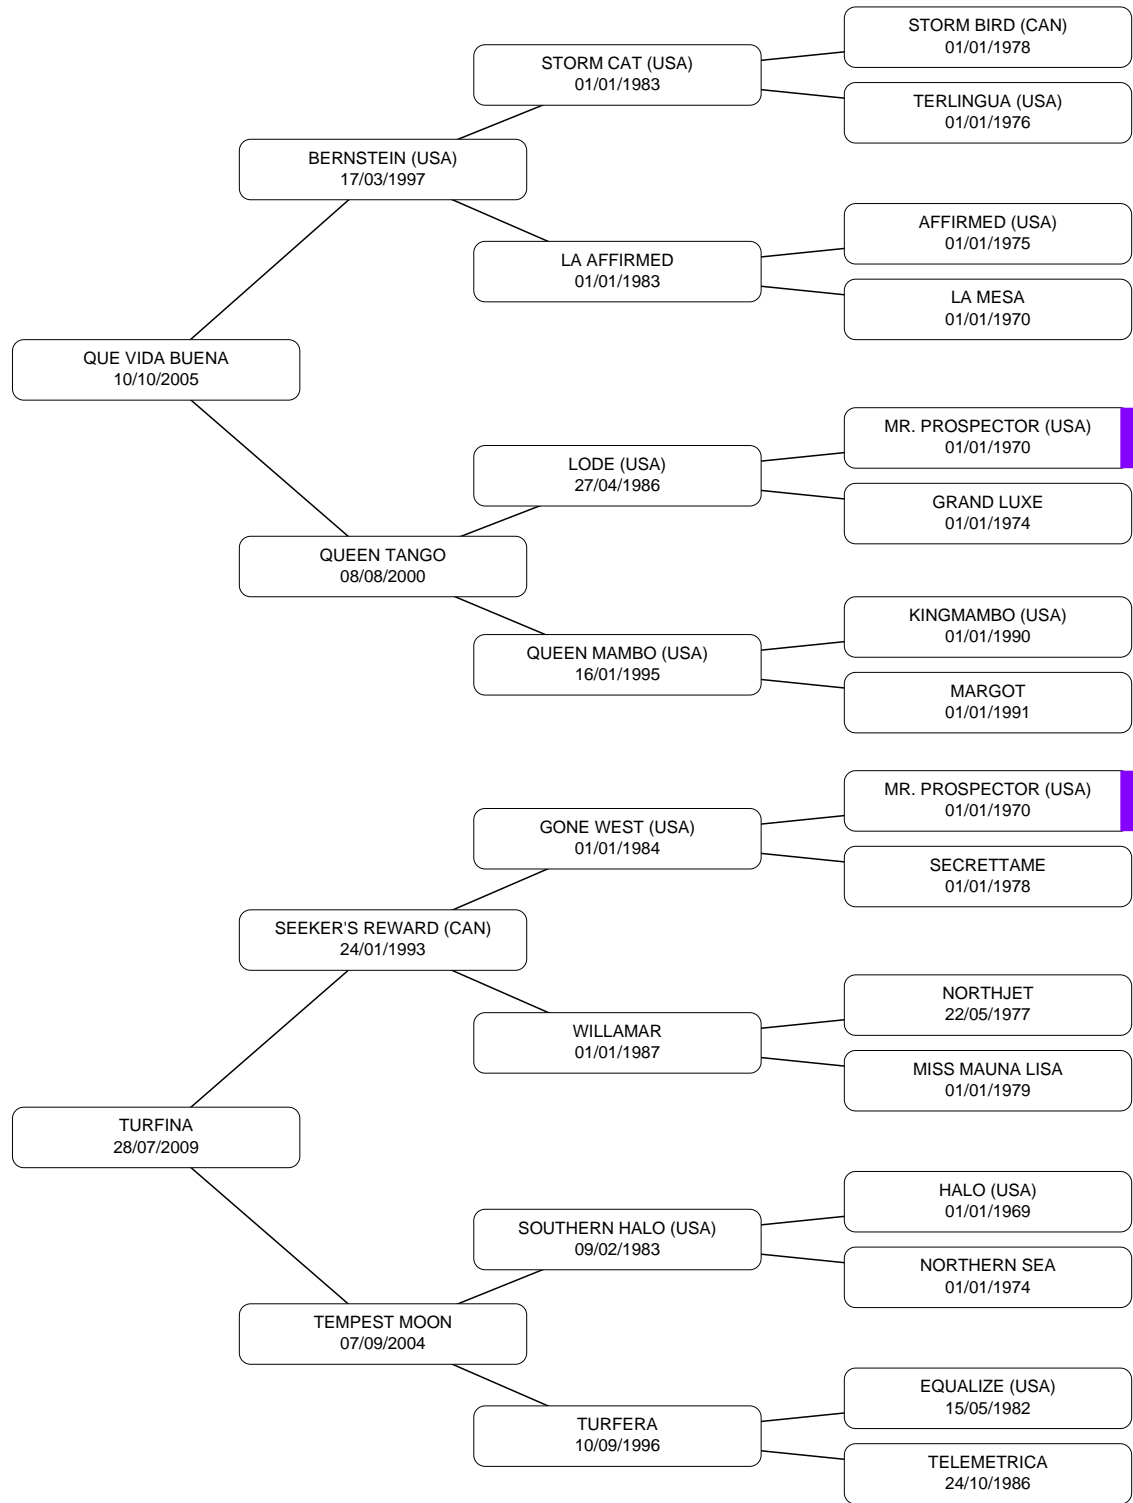 STORM BIRD (CAN)
01/01/1978
STORM CAT (USA)
01/01/1983
TERLINGUA (USA)
01/01/1976
BERNSTEIN (USA)
17/03/1997
AFFIRMED (USA)
01/01/1975
LA AFFIRMED
01/01/1983
LA MESA
01/01/1970
QUE VIDA BUENA
10/10/2005
MR. PROSPECTOR (USA)
01/01/1970
LODE (USA)
27/04/1986
GRAND LUXE
01/01/1974
QUEEN TANGO
08/08/2000
KINGMAMBO (USA)
01/01/1990
QUEEN MAMBO (USA)
16/01/1995
MARGOT
01/01/1991
MR. PROSPECTOR (USA)
01/01/1970
GONE WEST (USA)
01/01/1984
SECRETTAME
01/01/1978
SEEKER'S REWARD (CAN)
24/01/1993
NORTHJET
22/05/1977
WILLAMAR
01/01/1987
MISS MAUNA LISA
01/01/1979
TURFINA
28/07/2009
HALO (USA)
01/01/1969
SOUTHERN HALO (USA)
09/02/1983
NORTHERN SEA
01/01/1974
TEMPEST MOON
07/09/2004
EQUALIZE (USA)
15/05/1982
TURFERA
10/09/1996
TELEMETRICA
24/10/1986